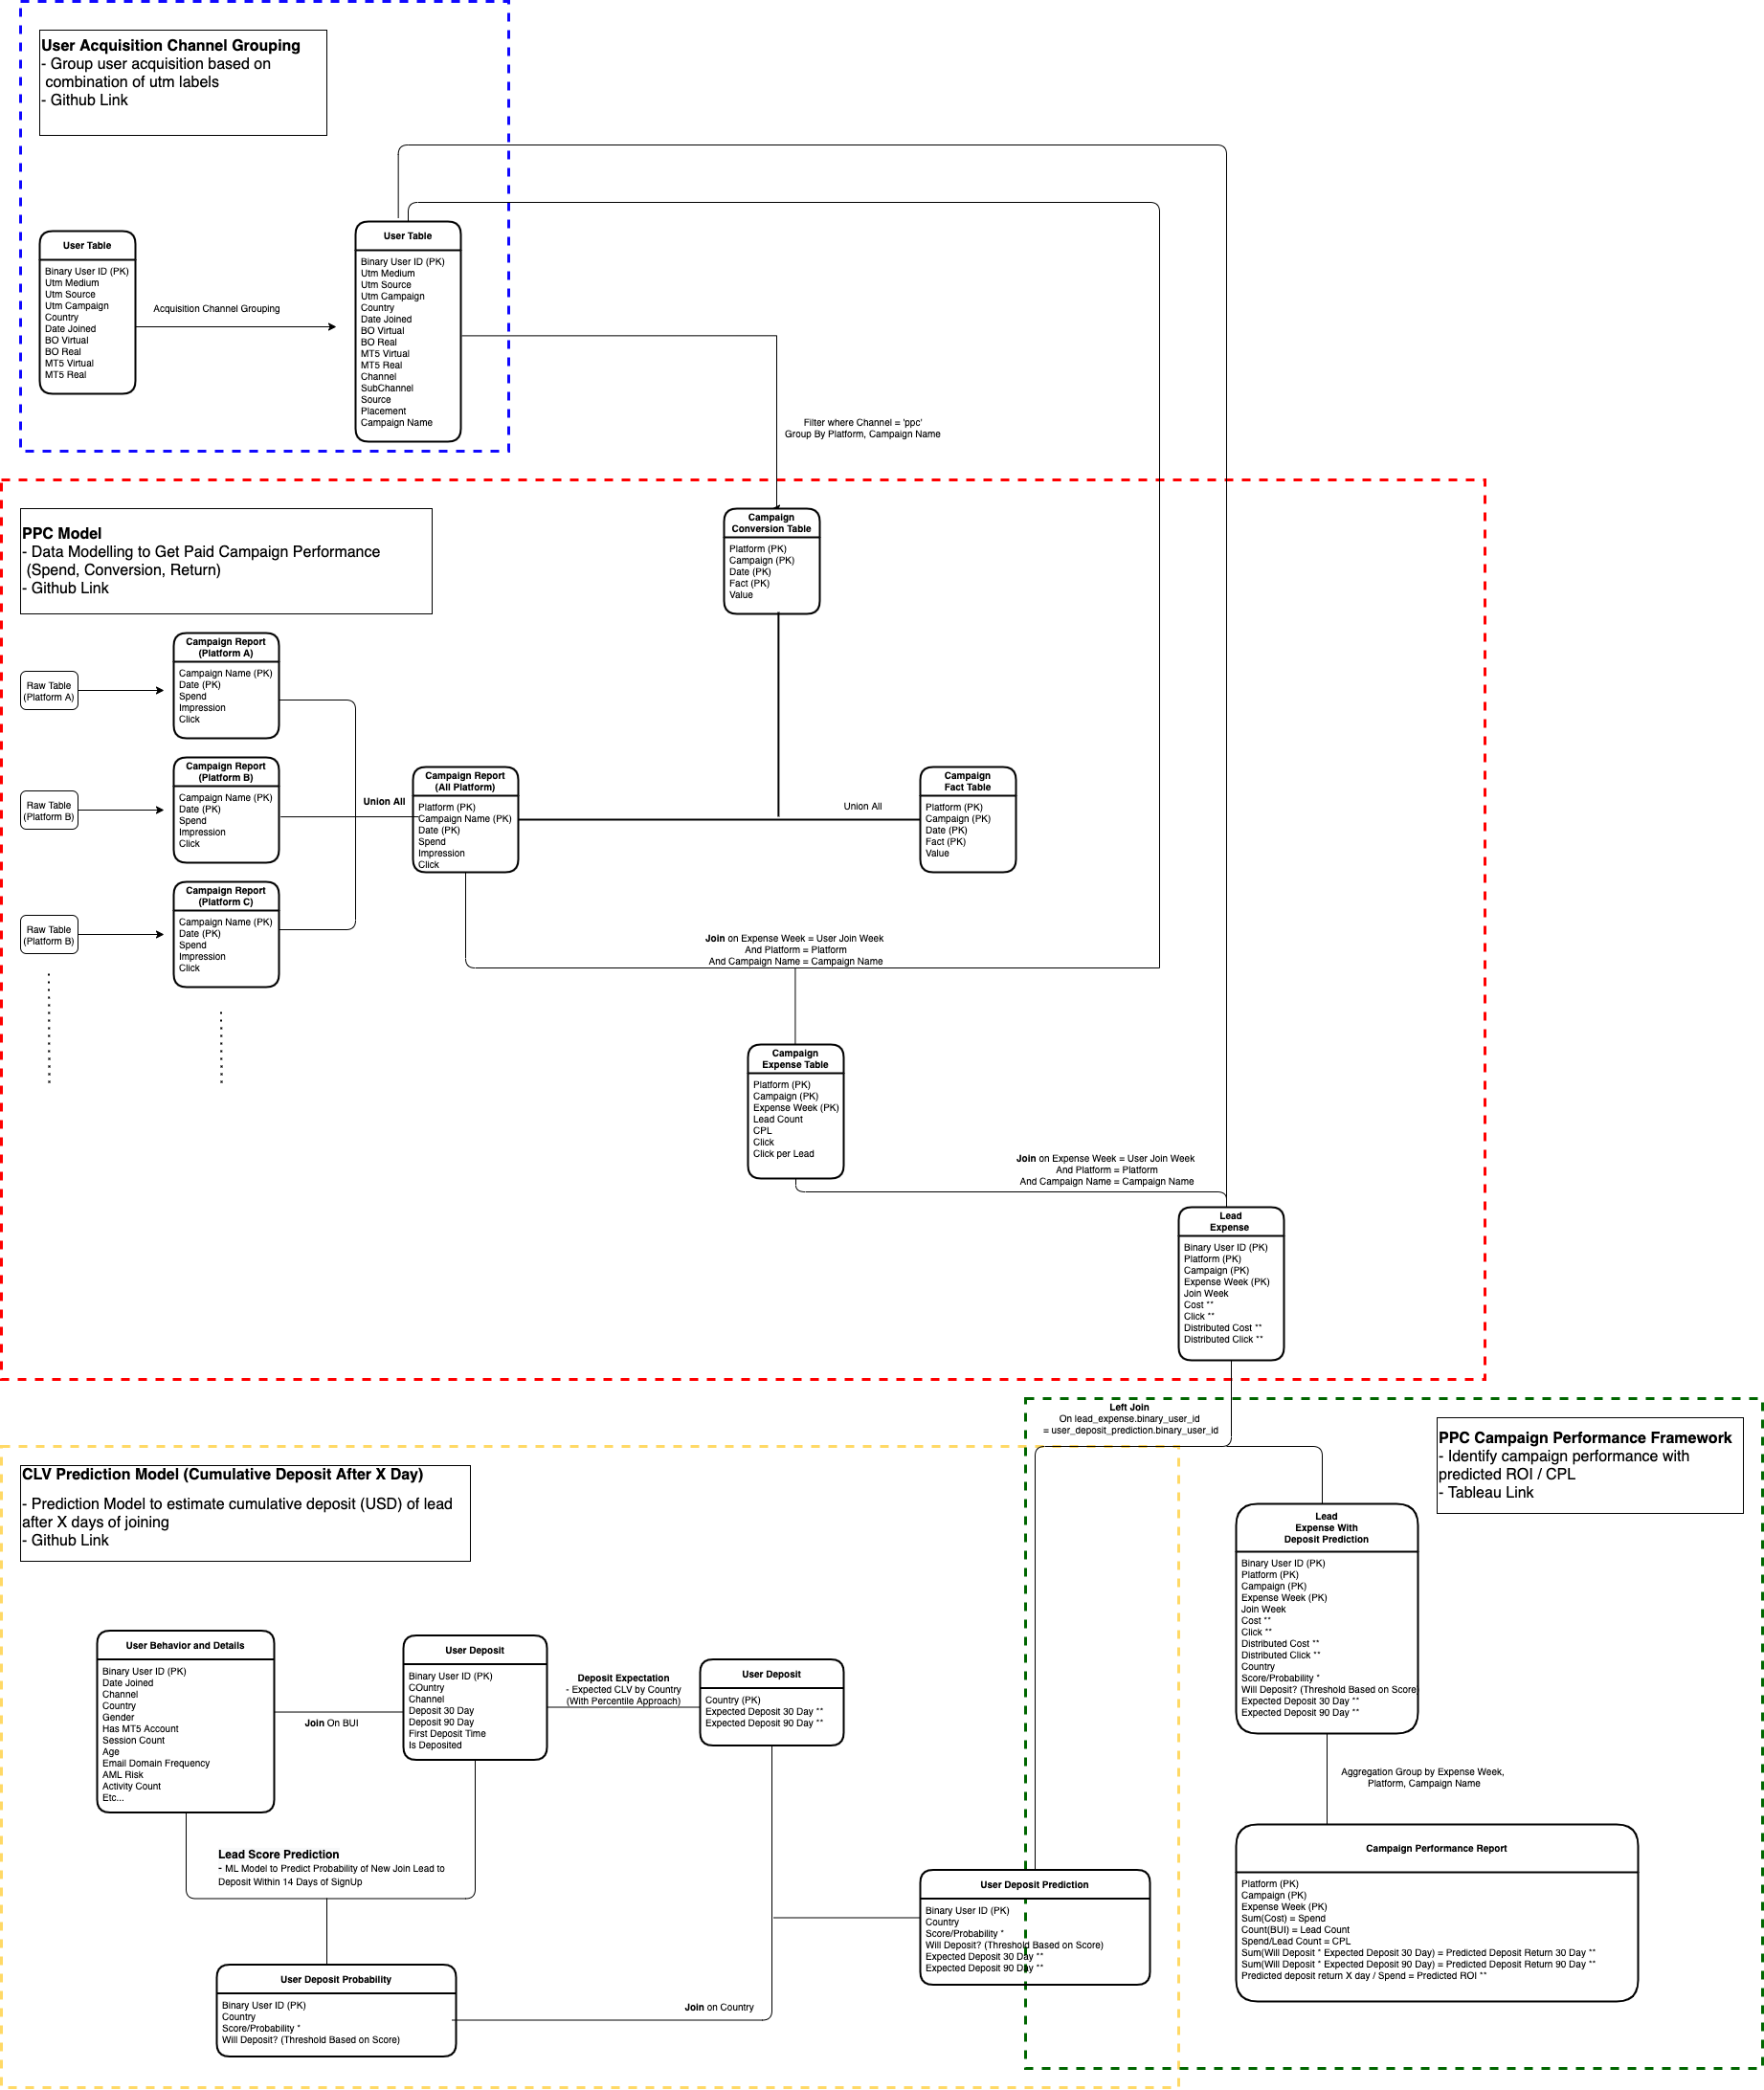 User Acquisition Channel Grouping
- Group user acquisition based on
combination of utm labels
- Github Link
User Table
Binary User ID (PK)
Utm Medium
Utm Source
Utm Campaign
Country
Date Joined
BO Virtual
BO Real
MT5 Virtual
MT5 Real
Acquisition Channel Grouping
User Table
Binary User ID (PK)
Utm Medium
Utm Source
Utm Campaign
Country
Date Joined
BO Virtual
BO Real
MT5 Virtual
MT5 Real
Channel
SubChannel
Source
Placement
Campaign Name
Filter where Channel = 'ppc'
Group By Platform, Campaign Name
PPC Model
- Data Modelling to Get Paid Campaign Performance
(Spend, Conversion, Return)
- Github Link
Campaign
Conversion Table
Platform (PK)
Campaign (PK)
Date (PK)
Fact (PK)
Value
Raw Table
(Platform A)
Campaign Report
(Platform A)
Campaign Name (PK)
Date (PK)
Spend
Impression
Click
Raw Table
(Platform B)
Campaign Report
(Platform B)
Campaign Name (PK)
Date (PK)
Spend
Impression
Click
Raw Table
(Platform B)
Campaign Report
(Platform C)
Campaign Name (PK)
Date (PK)
Spend
Impression
Click
Union All
Campaign Report
(All Platform)
Platform (PK)
Campaign Name (PK)
Date (PK)
Spend
Impression
Click
Union All
Campaign
Fact Table
Platform (PK)
Campaign (PK)
Date (PK)
Fact (PK)
Value
Join on Expense Week = User Join Week
And Platform = Platform
And Campaign Name = Campaign Name
Campaign
Expense Table
Platform (PK)
Campaign (PK)
Expense Week (PK)
Lead Count
CPL
Click
Click per Lead
Join on Expense Week = User Join Week
And Platform = Platform
And Campaign Name = Campaign Name
Lead
Expense
Binary User ID (PK)
Platform (PK)
Campaign (PK)
Expense Week (PK)
Join Week
Cost **
Click **
Distributed Cost **
Distributed Click **
Left Join
On lead_expense.binary_user_id
= user_deposit_prediction.binary_user_id
PPC Campaign Performance Framework
- Identify campaign performance with
predicted ROI / CPL
- Tableau Link
CLV Prediction Model (Cumulative Deposit After X Day)
- Prediction Model to estimate cumulative deposit (USD) of lead
after X days of joining
- Github Link
Lead
Expense With
Deposit Prediction
Binary User ID (PK)
Platform (PK)
Campaign (PK)
Expense Week (PK)
Join Week
Cost **
Click **
Distributed Cost **
Distributed Click **
Country
Score/Probability *
Will Deposit? (Threshold Based on Score)
Expected Deposit 30 Day **
Expected Deposit 90 Day **
User Behavior and Details
Binary User ID (PK)
Date Joined
Channel
Country
Gender
Has MT5 Account
Session Count
Age
Email Domain Frequency
AML Risk
Activity Count
Etc...
Join On BUI
User Deposit
Binary User ID (PK)
COuntry
Channel
Deposit 30 Day
Deposit 90 Day
First Deposit Time
Is Deposited
Deposit Expectation
- Expected CLV by Country
(With Percentile Approach)
User Deposit
Country (PK)
Expected Deposit 30 Day **
Expected Deposit 90 Day **
Aggregation Group by Expense Week,
Platform, Campaign Name
Lead Score Prediction
- ML Model to Predict Probability of New Join Lead to
Deposit Within 14 Days of SignUp
User Deposit Prediction
Binary User ID (PK)
Country
Score/Probability *
Will Deposit? (Threshold Based on Score)
Expected Deposit 30 Day **
Expected Deposit 90 Day **
Campaign Performance Report
Platform (PK)
Campaign (PK)
Expense Week (PK)
Sum(Cost) = Spend
Count(BUI) = Lead Count
Spend/Lead Count = CPL
Sum(Will Deposit * Expected Deposit 30 Day) = Predicted Deposit Return 30 Day **
Sum(Will Deposit * Expected Deposit 90 Day) = Predicted Deposit Return 90 Day **
Predicted deposit return X day / Spend = Predicted ROI **
User Deposit Probability
Binary User ID (PK)
Country
Score/Probability *
Will Deposit? (Threshold Based on Score)
Join on Country